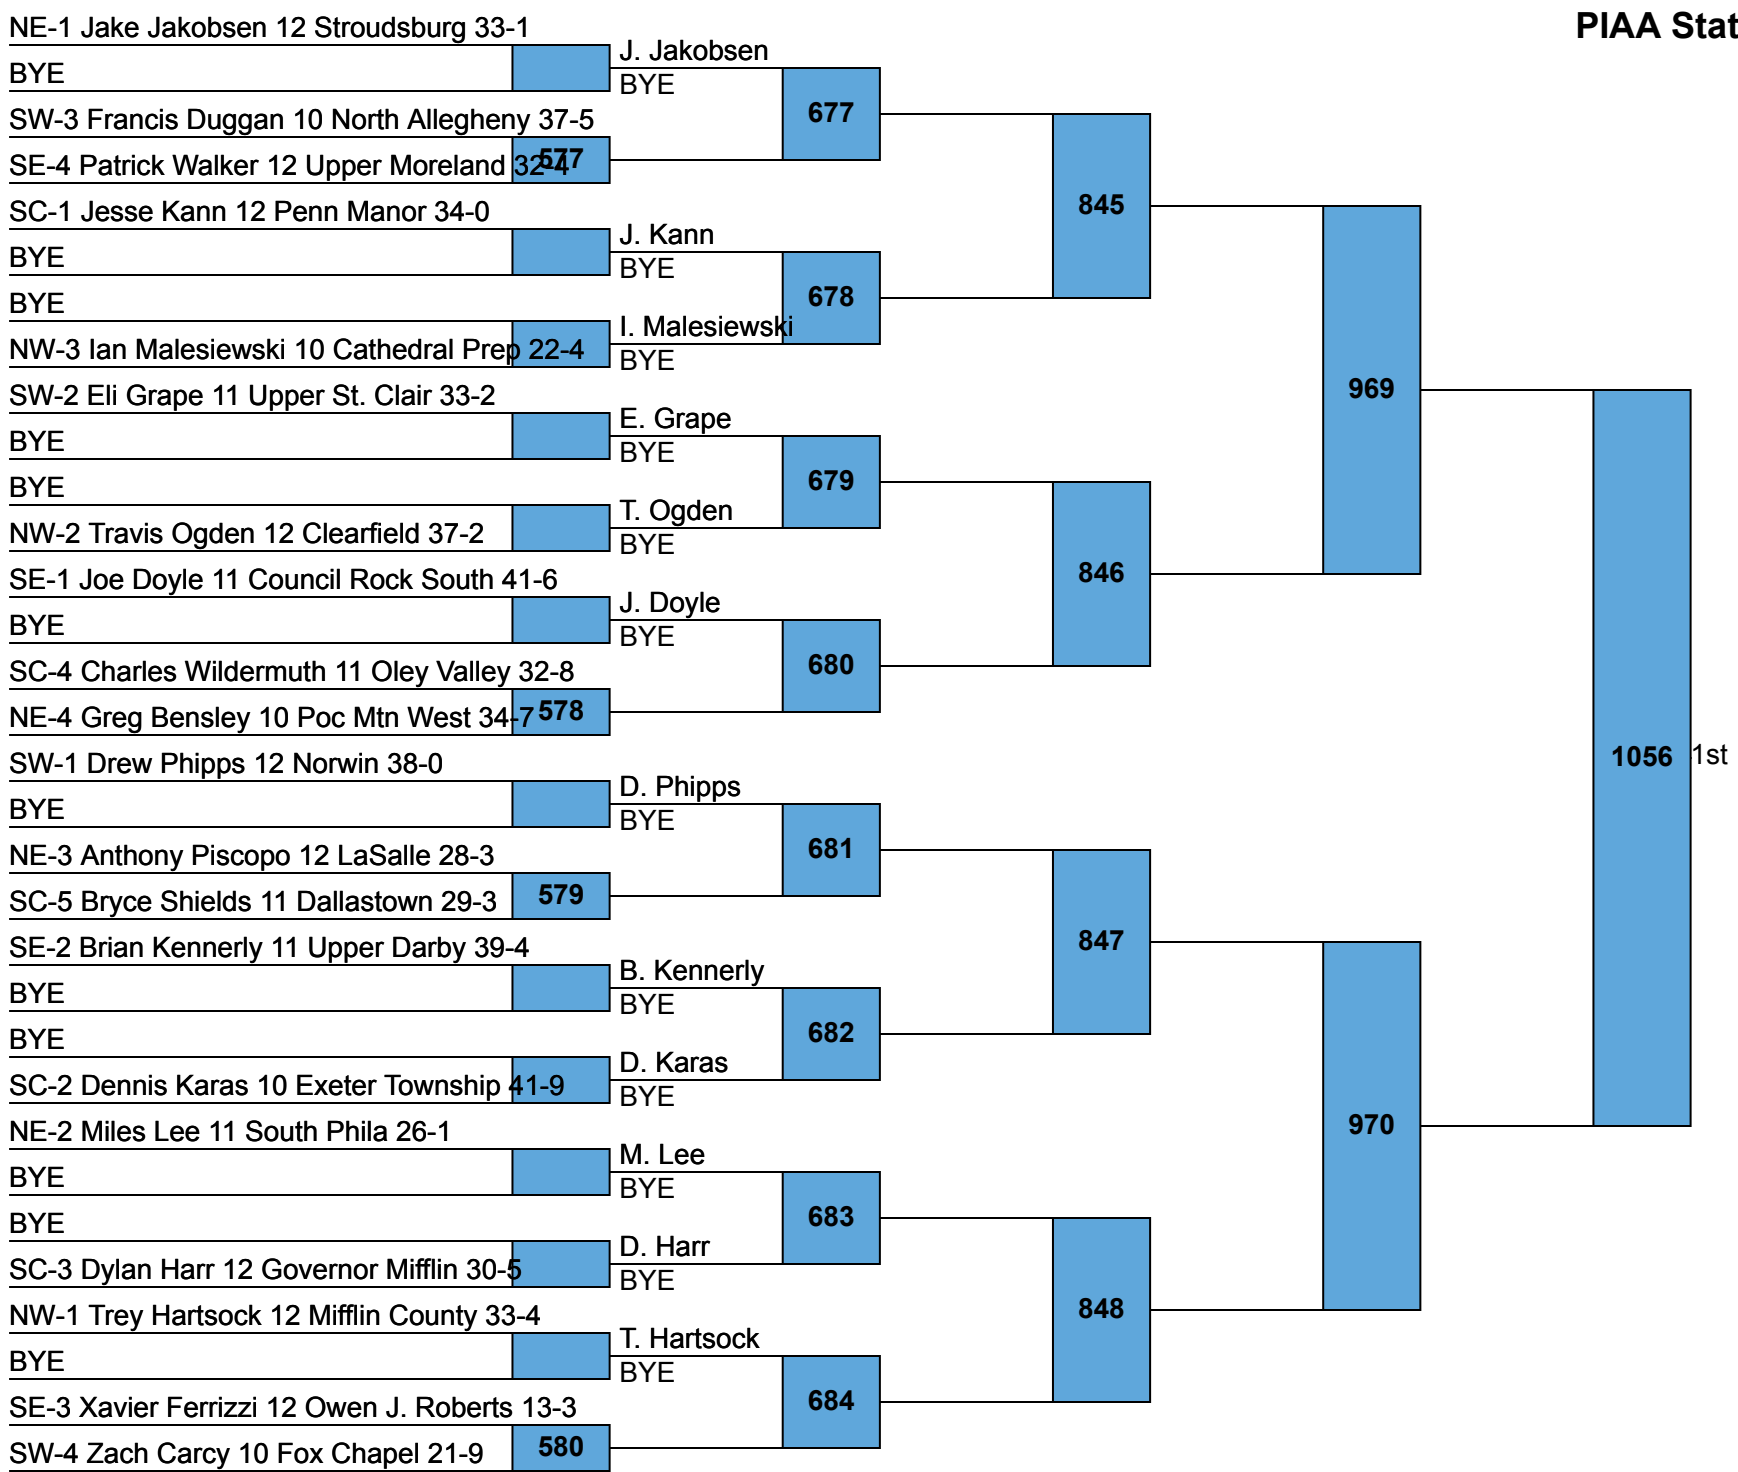 PIAA Stat
NE-1 Jake Jakobsen 12 Stroudsburg 33-1
J. Jakobsen
BYE
BYE
677
SW-3 Francis Duggan 10 North Allegheny 37-5
577
SE-4 Patrick Walker 12 Upper Moreland 32-4
845
SC-1 Jesse Kann 12 Penn Manor 34-0
J. Kann
BYE
BYE
678
BYE
I. Malesiewski
NW-3 Ian Malesiewski 10 Cathedral Prep 22-4
BYE
969
SW-2 Eli Grape 11 Upper St. Clair 33-2
E. Grape
BYE
BYE
679
BYE
T. Ogden
NW-2 Travis Ogden 12 Clearfield 37-2
BYE
846
SE-1 Joe Doyle 11 Council Rock South 41-6
J. Doyle
BYE
BYE
680
SC-4 Charles Wildermuth 11 Oley Valley 32-8
578
NE-4 Greg Bensley 10 Poc Mtn West 34-7
1056
1st
SW-1 Drew Phipps 12 Norwin 38-0
D. Phipps
BYE
BYE
681
NE-3 Anthony Piscopo 12 LaSalle 28-3
579
SC-5 Bryce Shields 11 Dallastown 29-3
847
SE-2 Brian Kennerly 11 Upper Darby 39-4
B. Kennerly
BYE
BYE
682
BYE
D. Karas
SC-2 Dennis Karas 10 Exeter Township 41-9
BYE
970
NE-2 Miles Lee 11 South Phila 26-1
M. Lee
BYE
BYE
683
BYE
D. Harr
SC-3 Dylan Harr 12 Governor Mifflin 30-5
BYE
848
NW-1 Trey Hartsock 12 Mifflin County 33-4
T. Hartsock
BYE
BYE
684
SE-3 Xavier Ferrizzi 12 Owen J. Roberts 13-3
580
SW-4 Zach Carcy 10 Fox Chapel 21-9